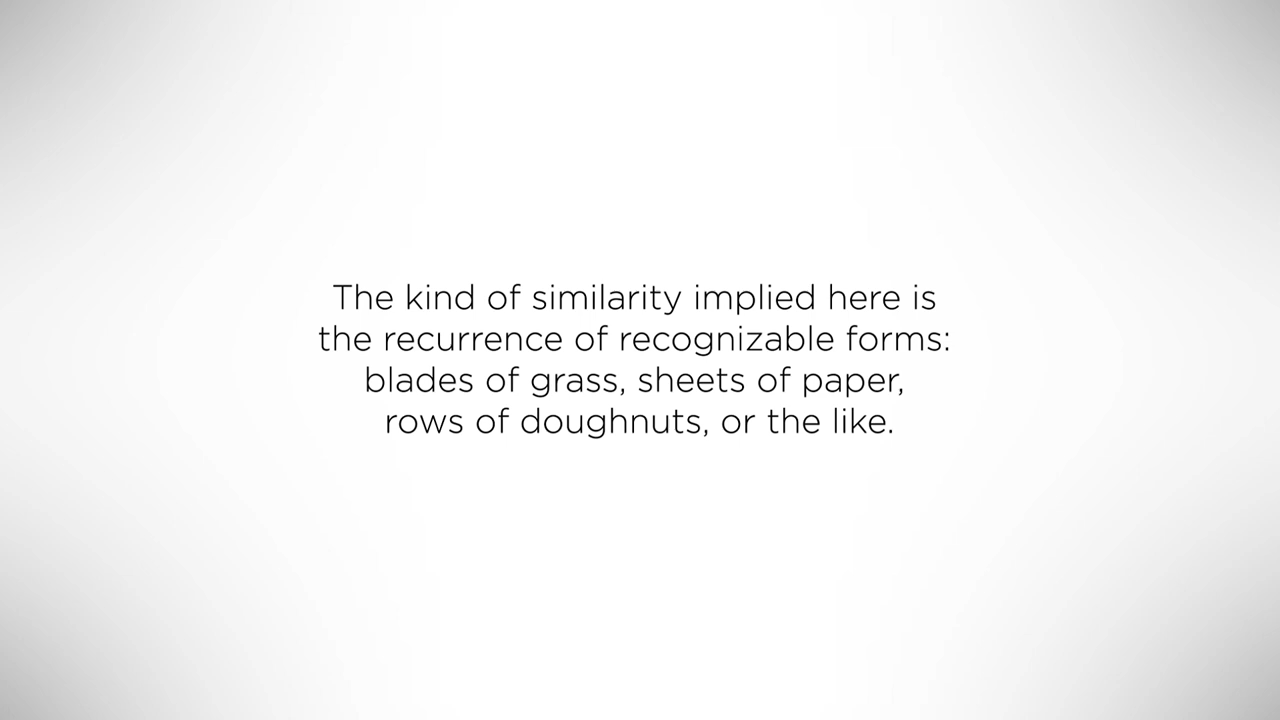 The kind of similarity implied here is
the recurrence of recognizable forms:
blades of grass, sheets of paper,
rows of doughnuts, or the like.